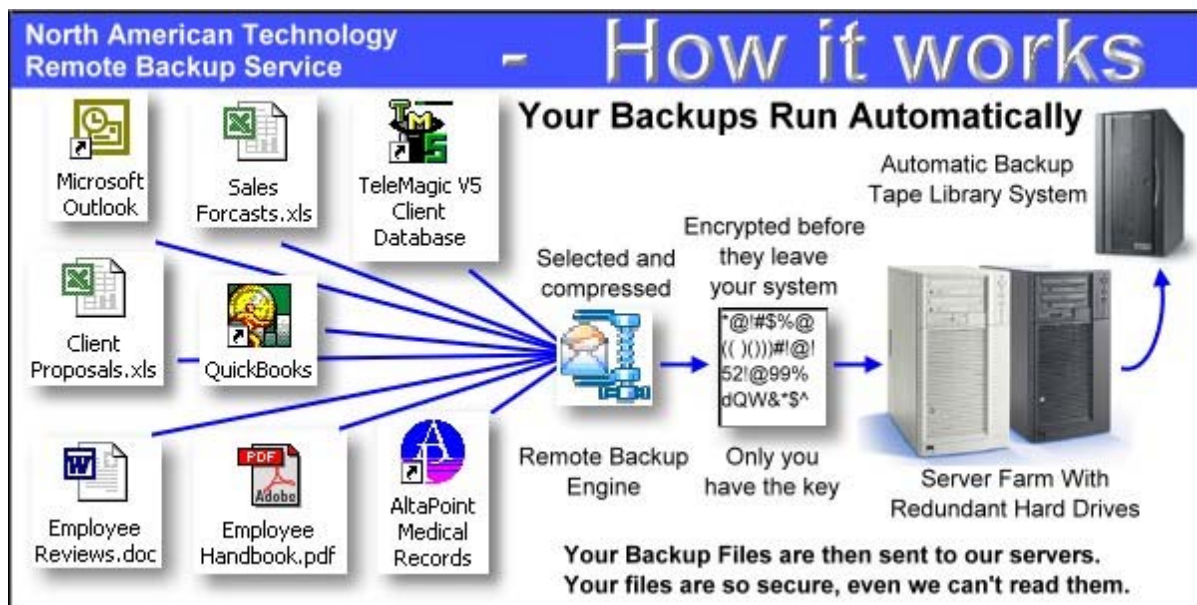 North American Technology
Remote Backup Service
- How it works
Your Backups Run Automatically
Microsoft
Outlook
Sales
Forcasts.xls
TMS
TeleMagic V5
Client
Database
Client
Proposals.xls
QuickBooks
Employee
Reviews.doc
PDF
Adobe
Employee
Handbook.pdf
AltaPoint
Medical
Records
Selected and
compressed
Remote Backup
Engine
Encrypted before
they leave
your system
*@!#$%@
(( )()))#!@!
52!@99%
dQW&*$^
Only you
have the key
Automatic Backup
Tape Library System
Server Farm With
Redundant Hard Drives
Your Backup Files are then sent to our servers.
Your files are so secure, even we can't read them.